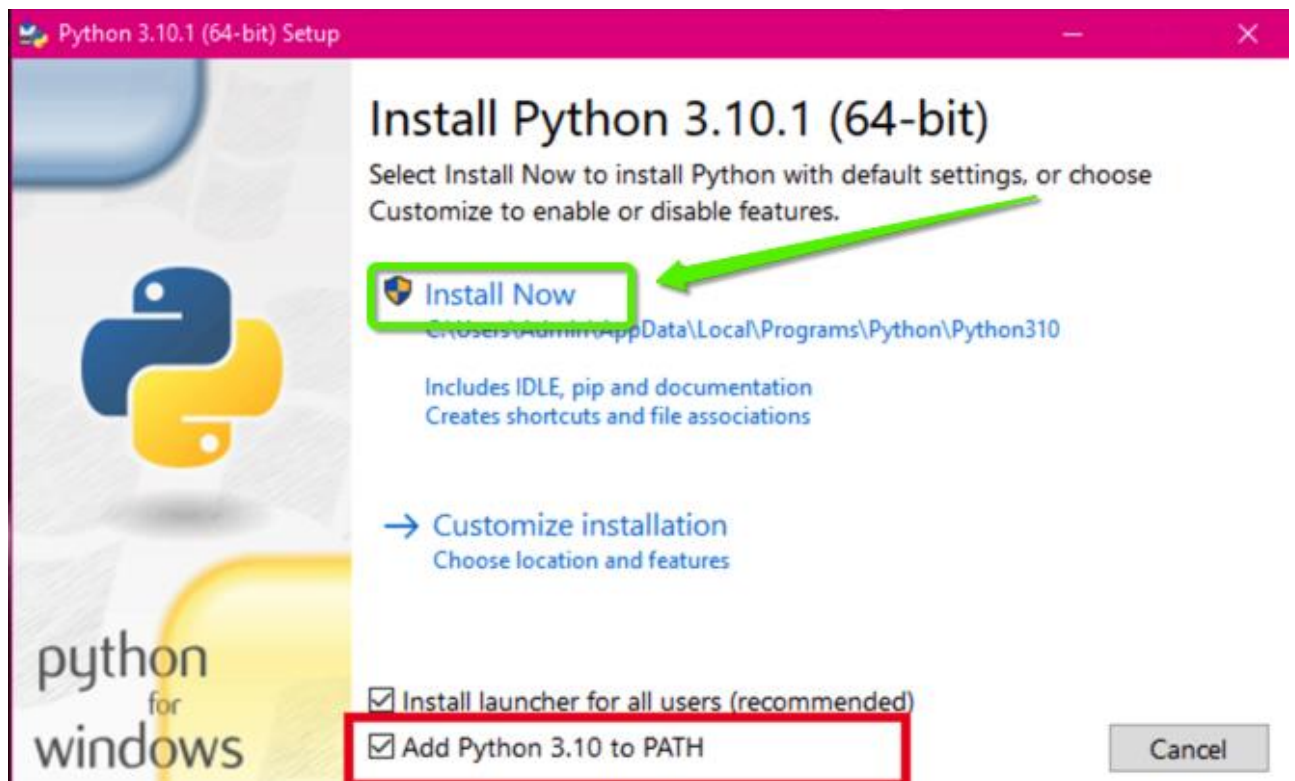 Python 3.10.1 (64-bit) Setup
Install Python 3.10.1 (64-bit)
Select Install Now to install Python with default settings, or choose
Customize to enable or disable features.
Install Now
C:\Users\Admin\AppData\Local\Programs\Python\Python310
Includes IDLE, pip and documentation
Creates shortcuts and file associations
Customize installation
Choose location and features
python
for
windows
Install launcher for all users (recommended)
Add Python 3.10 to PATH
Cancel